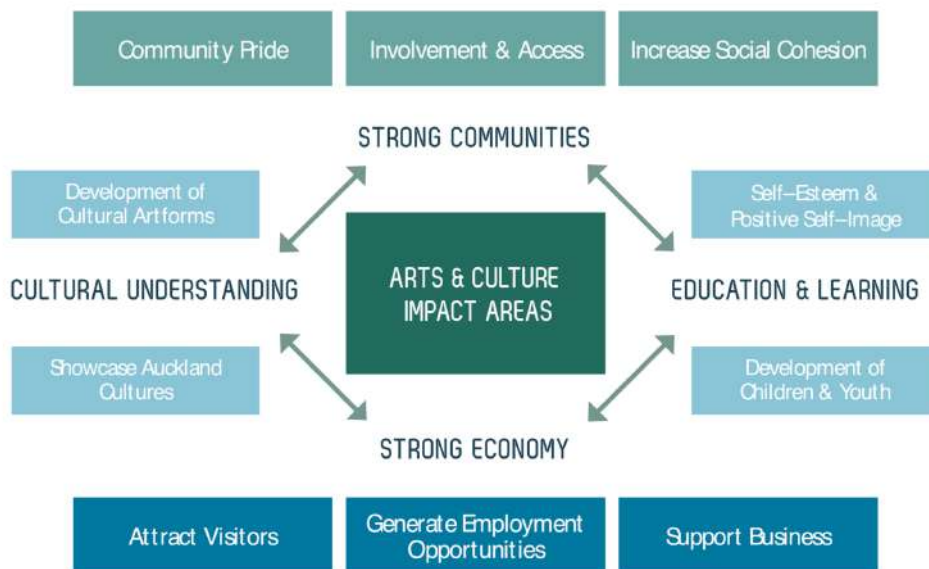 Community Pride
Involvement & Access
Increase Social Cohesion
STRONG COMMUNITIES
Development of
Cultural Artforms
Self-Esteem &
Positive Self-Image
CULTURAL UNDERSTANDING
ARTS & CULTURE
IMPACT AREAS
EDUCATION & LEARNING
Showcase Auckland
Cultures
Development of
Children & Youth
STRONG ECONOMY
Attract Visitors
Generate Employment
Opportunities
Support Business